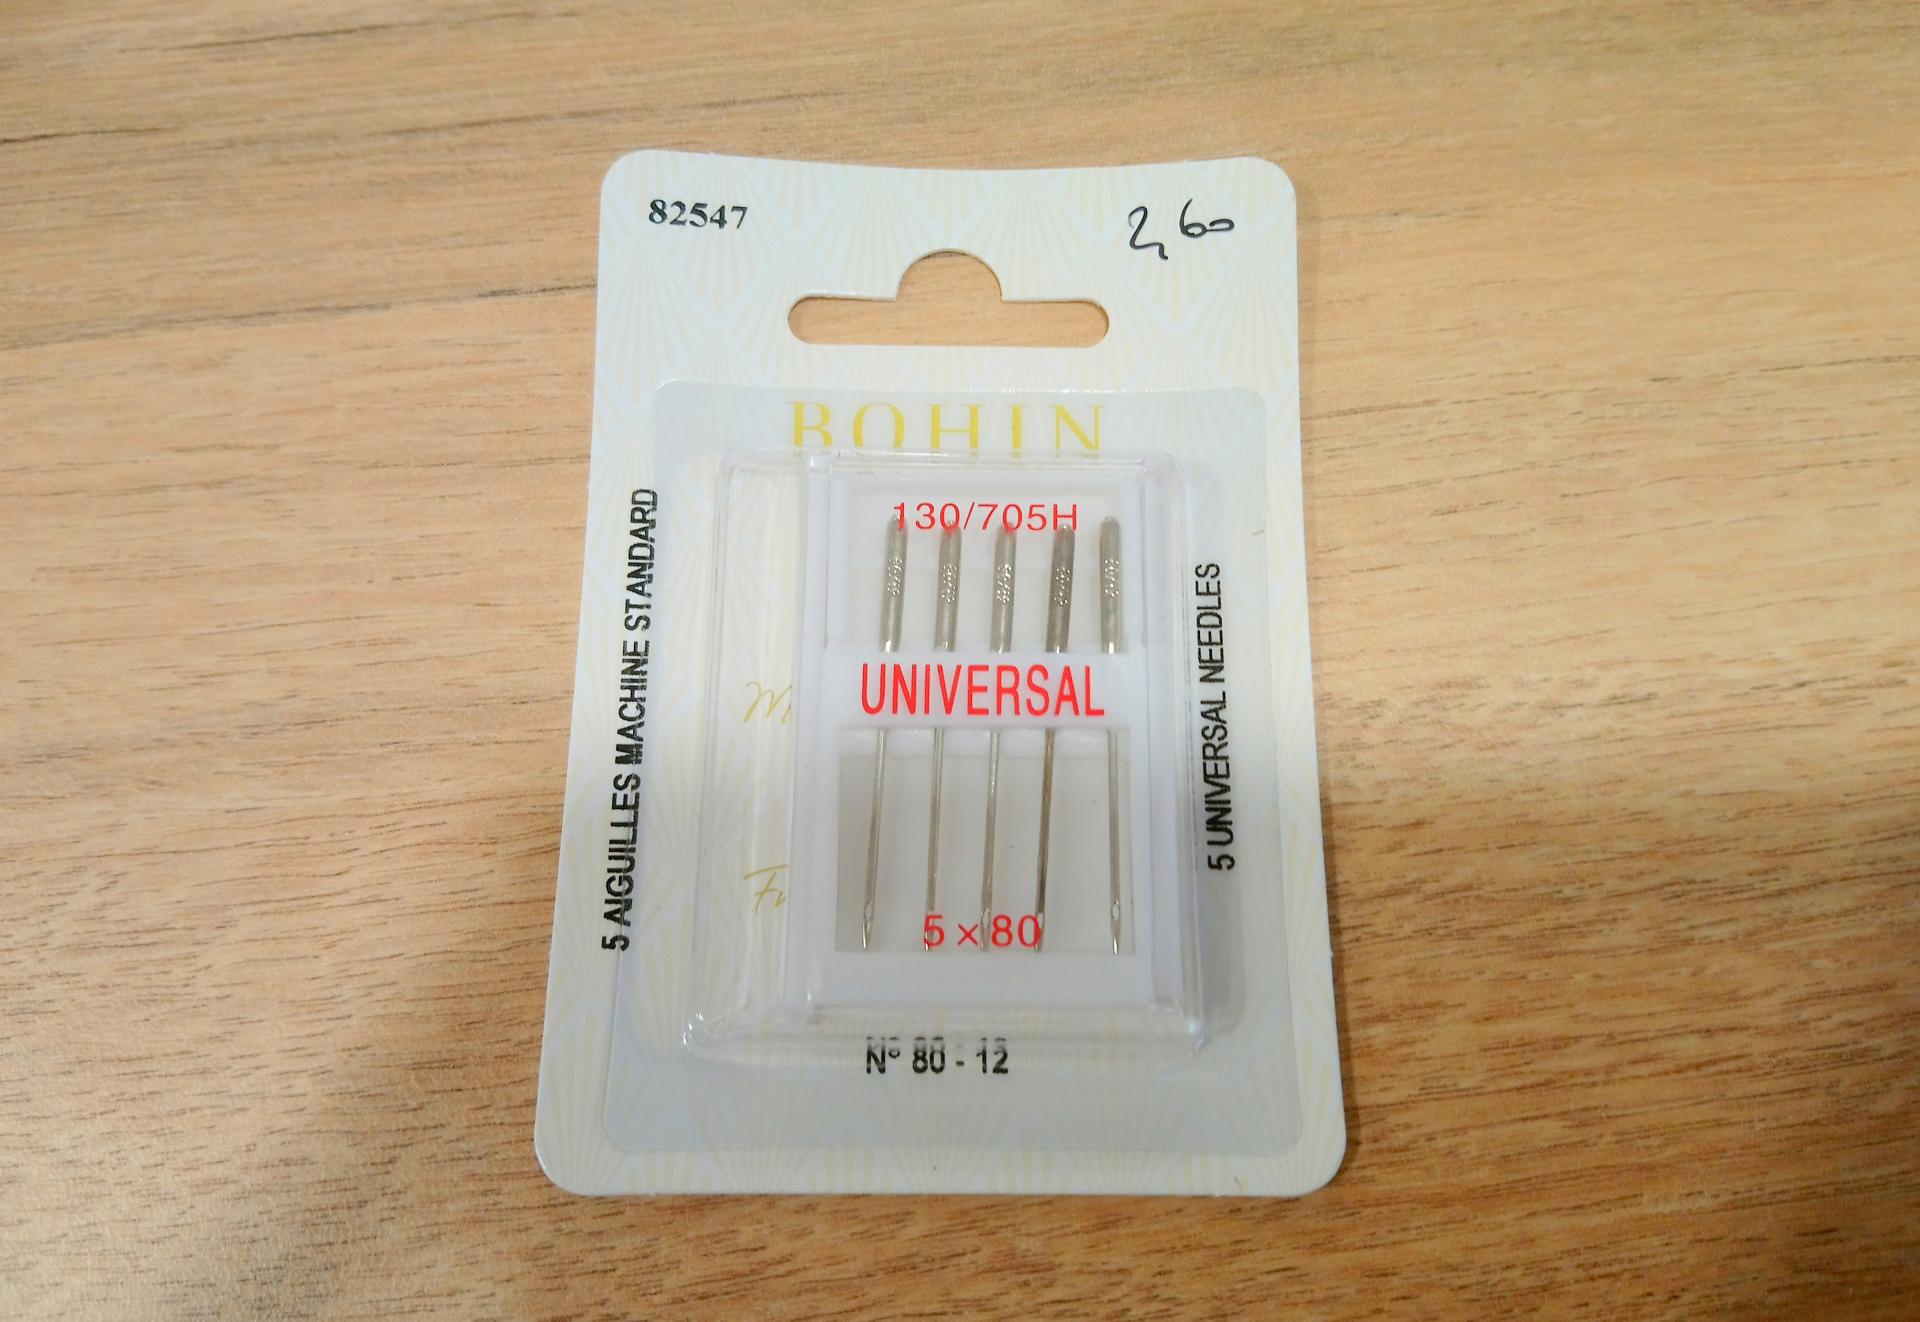 82547
2,60
BOHIN
130/705H
UNIVERSAL
5 × 80
5 AIGUILLES MACHINE STANDARD
5 UNIVERSAL NEEDLES
N° 80 - 12